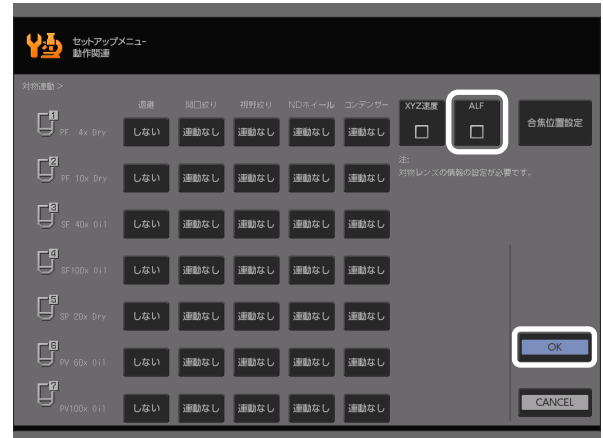 セットアップメニュー
動作関連
対物連動 >
退避 開口絞り 視野絞り NDホイール コンデンサー XYZ速度 ALF 合焦位置設定
1 PF 4x Dry しない 連動なし 連動なし 連動なし 連動なし
注:
対物レンズの情報の設定が必要です。
2 PF 10x Dry しない 連動なし 連動なし 連動なし 連動なし
3 SF 40x Oil しない 連動なし 連動なし 連動なし 連動なし
4 SF100x Oil しない 連動なし 連動なし 連動なし 連動なし
5 SP 20x Dry しない 連動なし 連動なし 連動なし 連動なし
6 PV 60x Oil しない 連動なし 連動なし 連動なし 連動なし
OK
7 PV100x Oil しない 連動なし 連動なし 連動なし 連動なし
CANCEL